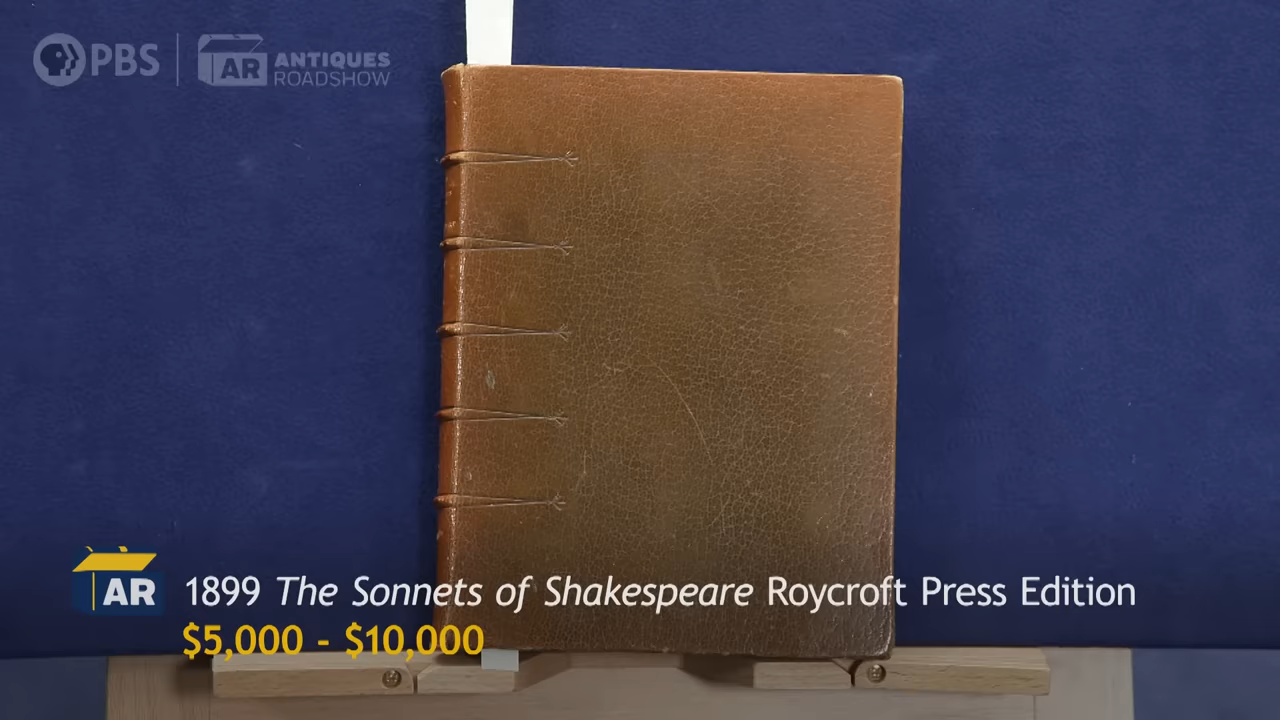 PBS
AR ANTIQUES ROADSHOW
AR
1899 The Sonnets of Shakespeare Roycroft Press Edition
$5,000 - $10,000